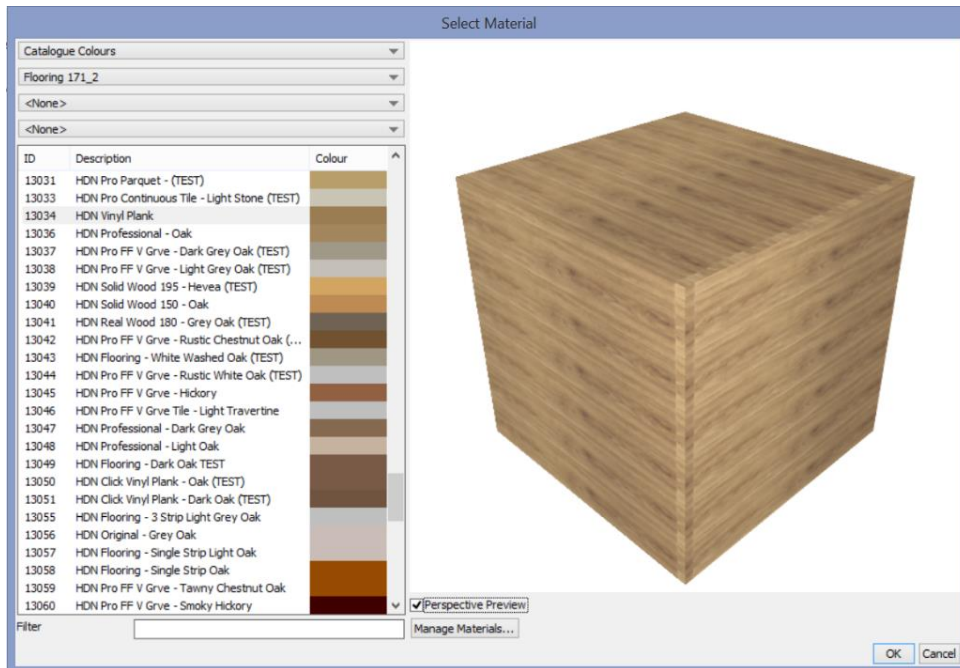 Select Material
Catalogue Colours
Flooring 171_2
<None>
<None>
ID Description Colour
13031 HDN Pro Parquet - (TEST)
13033 HDN Pro Continuous Tile - Light Stone (TEST)
13034 HDN Vinyl Plank
13036 HDN Professional - Oak
13037 HDN Pro FF V Grve - Dark Grey Oak (TEST)
13038 HDN Pro FF V Grve - Light Grey Oak (TEST)
13039 HDN Solid Wood 195 - Hevea (TEST)
13040 HDN Solid Wood 150 - Oak
13041 HDN Real Wood 180 - Grey Oak (TEST)
13042 HDN Pro FF V Grve - Rustic Chestnut Oak (...
13043 HDN Flooring - White Washed Oak (TEST)
13044 HDN Pro FF V Grve - Rustic White Oak (TEST)
13045 HDN Pro FF V Grve - Hickory
13046 HDN Pro FF V Grve Tile - Light Travertine
13047 HDN Professional - Dark Grey Oak
13048 HDN Professional - Light Oak
13049 HDN Flooring - Dark Oak TEST
13050 HDN Click Vinyl Plank - Oak (TEST)
13051 HDN Click Vinyl Plank - Dark Oak (TEST)
13055 HDN Flooring - 3 Strip Light Grey Oak
13056 HDN Original - Grey Oak
13057 HDN Flooring - Single Strip Light Oak
13058 HDN Flooring - Single Strip Oak
13059 HDN Pro FF V Grve - Tawny Chestnut Oak
13060 HDN Pro FF V Grve - Smoky Hickory
Perspective Preview
Filter
Manage Materials...
OK Cancel